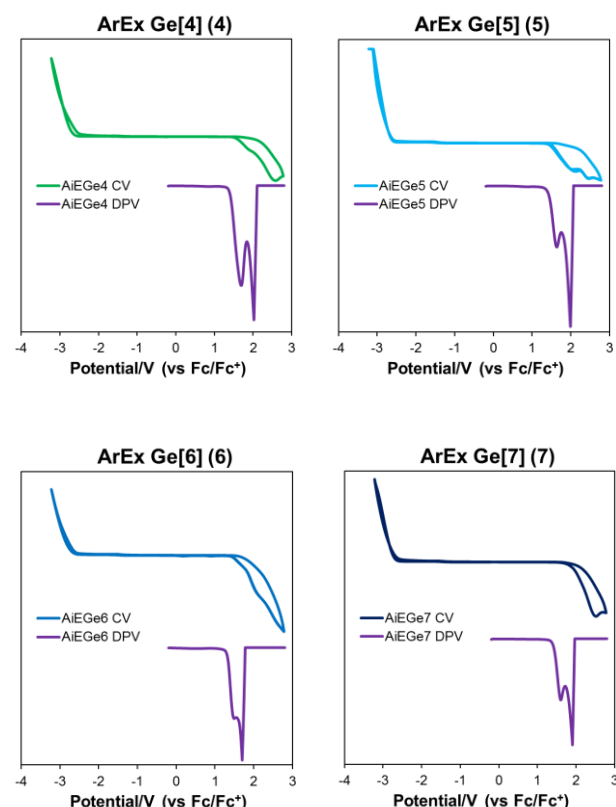 ArEx Ge[4] (4)
AiEGe4 CV
AiEGe4 DPV
-4 -3 -2 -1 0 1 2 3
Potential/V (vs Fc/Fc⁺)
ArEx Ge[5] (5)
AiEGe5 CV
AiEGe5 DPV
-4 -3 -2 -1 0 1 2 3
Potential/V (vs Fc/Fc⁺)
ArEx Ge[6] (6)
AiEGe6 CV
AiEGe6 DPV
-4 -3 -2 -1 0 1 2 3
Potential/V (vs Fc/Fc⁺)
ArEx Ge[7] (7)
AiEGe7 CV
AiEGe7 DPV
-4 -3 -2 -1 0 1 2 3
Potential/V (vs Fc/Fc⁺)